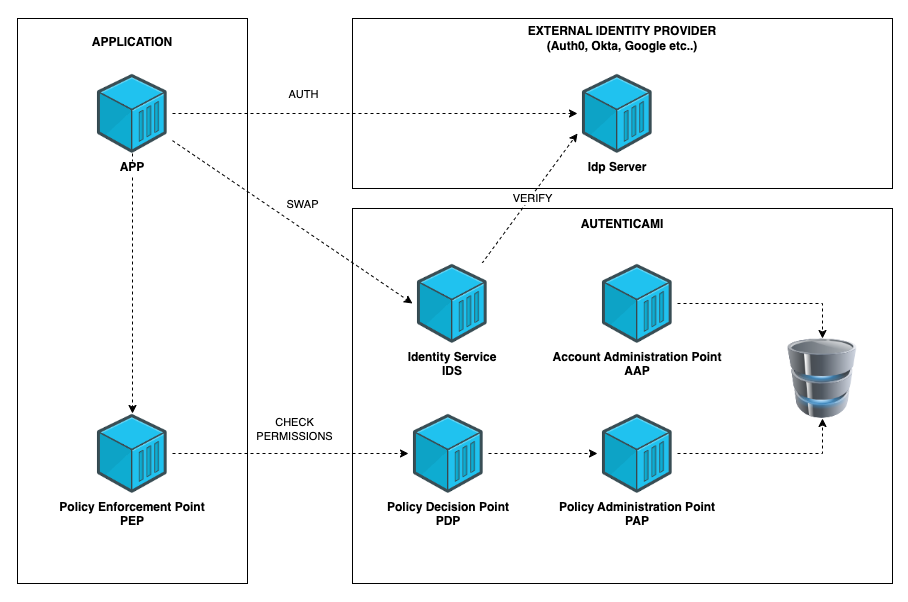 APPLICATION
APP
Policy Enforcement Point
PEP
AUTH
SWAP
CHECK
PERMISSIONS
EXTERNAL IDENTITY PROVIDER
(Auth0, Okta, Google etc..)
Idp Server
VERIFY
AUTENTICAMI
Identity Service
IDS
Account Administration Point
AAP
Policy Decision Point
PDP
Policy Administration Point
PAP